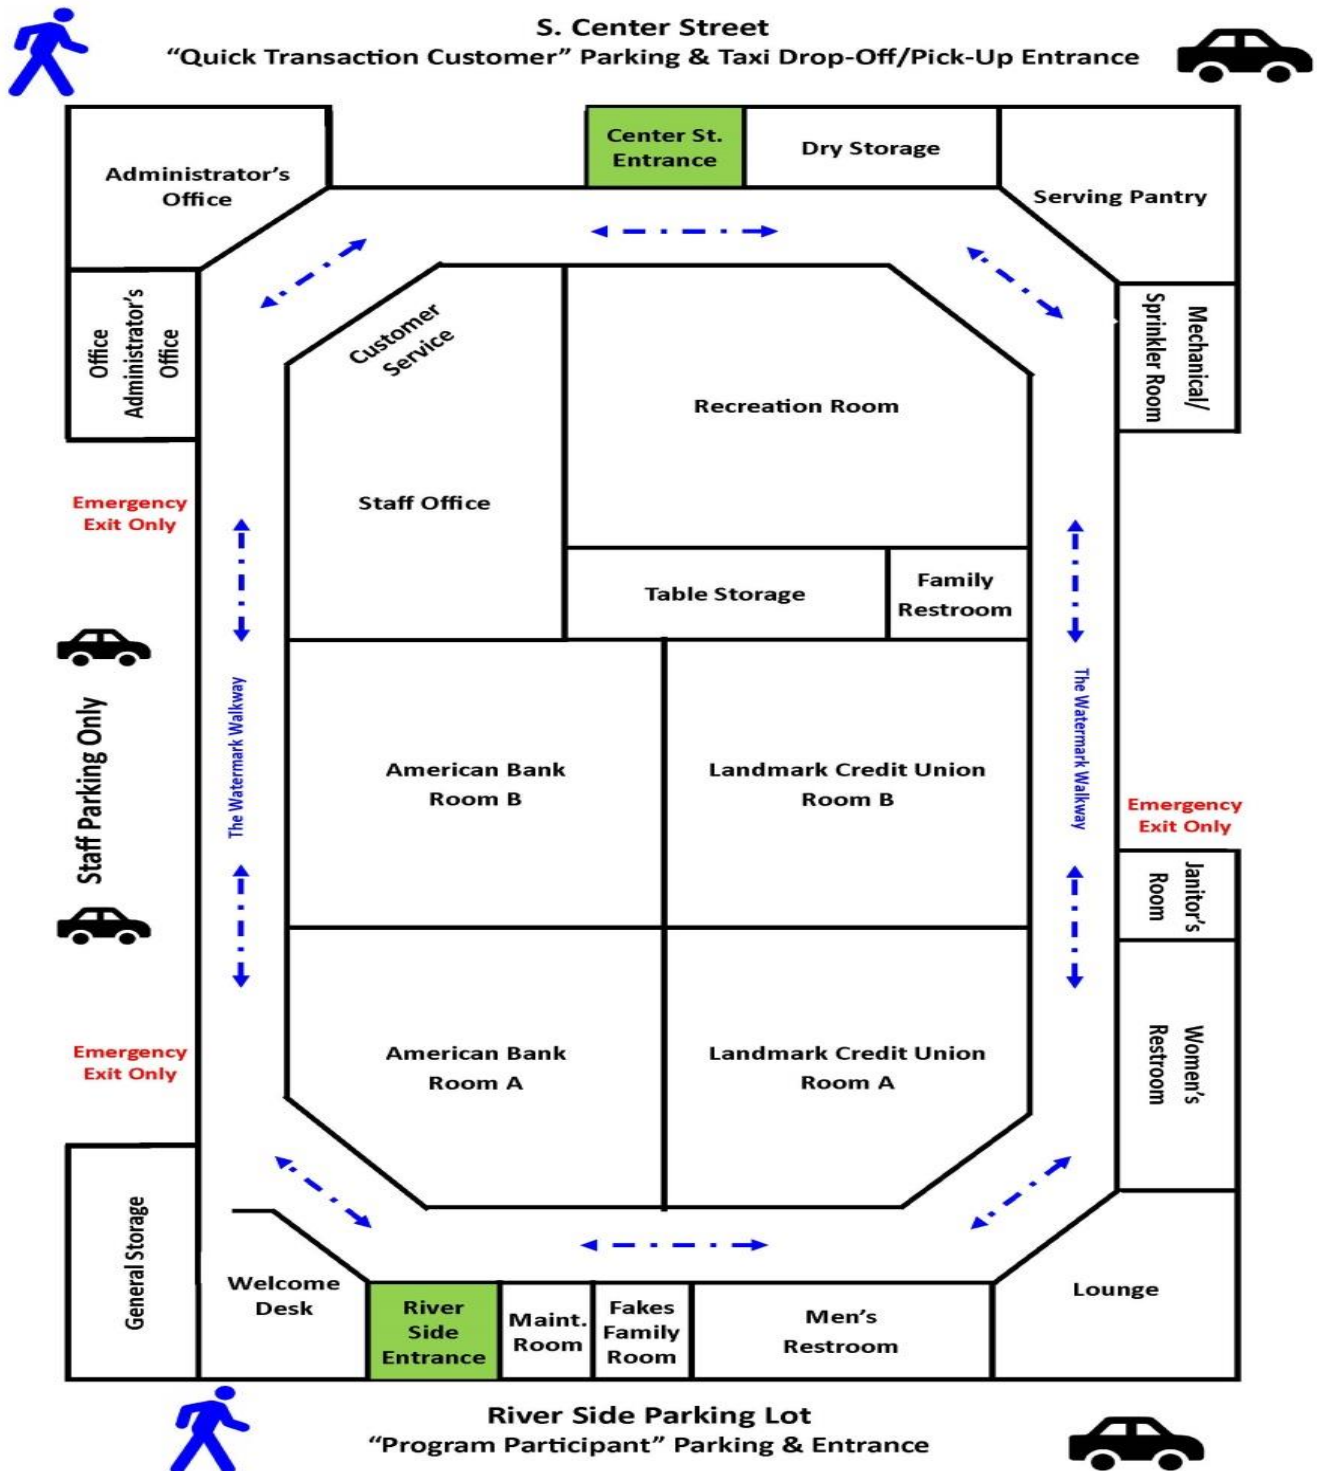 S. Center Street
“Quick Transaction Customer” Parking & Taxi Drop-Off/Pick-Up Entrance
Center St.
Entrance
Dry Storage
Administrator’s
Office
Serving Pantry
Office
Administrator’s
Office
Customer
Service
Mechanical/
Sprinkler Room
Recreation Room
Emergency
Exit Only
Staff Office
Table Storage
Family
Restroom
Staff Parking Only
The Watermark Walkway
American Bank
Room B
Landmark Credit Union
Room B
The Watermark Walkway
Emergency
Exit Only
Janitor’s
Room
Emergency
Exit Only
American Bank
Room A
Landmark Credit Union
Room A
Women’s
Restroom
General Storage
Welcome
Desk
River
Side
Entrance
Maint.
Room
Fakes
Family
Room
Men’s
Restroom
Lounge
River Side Parking Lot
“Program Participant” Parking & Entrance